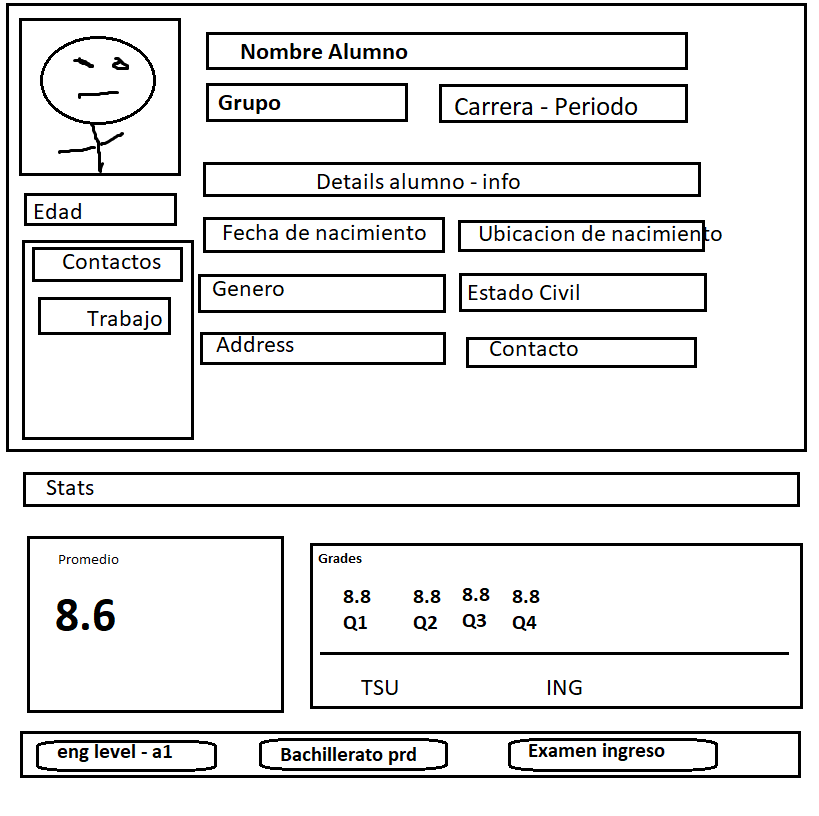 Nombre Alumno
Grupo
Carrera - Periodo
Details alumno - info
Edad
Fecha de nacimiento
Ubicacion de nacimiento
Contactos
Genero
Estado Civil
Trabajo
Address
Contacto
Stats
Promedio
8.6
Grades
8.8 8.8 8.8 8.8
Q1 Q2 Q3 Q4
TSU ING
eng level - a1
Bachillerato prd
Examen ingreso